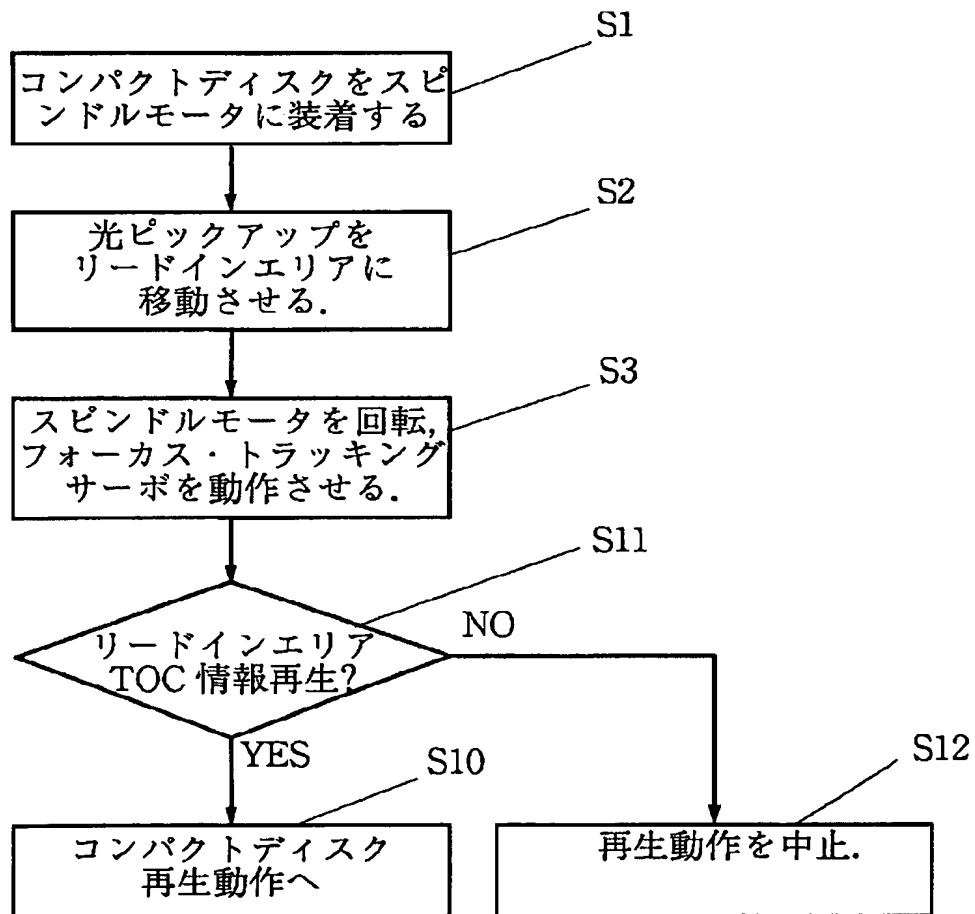 S1
コンパクトディスクをスピ
ンドルモータに装着する
S2
光ピックアップを
リードインエリアに
移動させる.
S3
スピンドルモータを回転,
フォーカス・トラッキング
サーボを動作させる.
S11
リードインエリア
TOC 情報再生?
NO
YES
S10
S12
コンパクトディスク
再生動作へ
再生動作を中止.